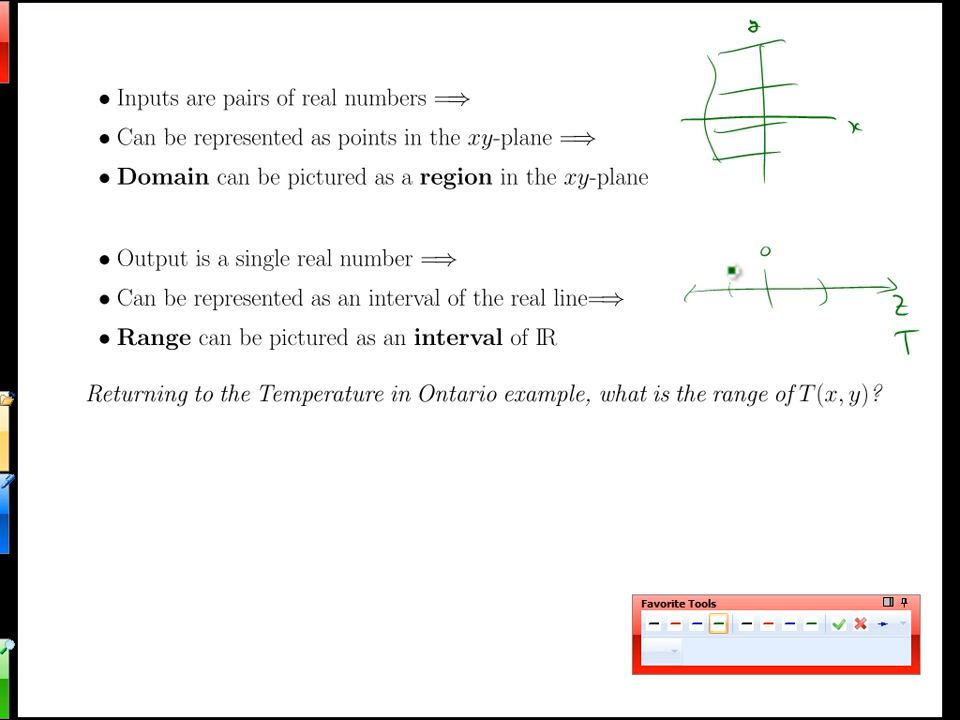 • Inputs are pairs of real numbers ⟹
• Can be represented as points in the xy-plane ⟹
• Domain can be pictured as a region in the xy-plane
x
• Output is a single real number ⟹
• Can be represented as an interval of the real line⟹
• Range can be pictured as an interval of ℝ
0
Z
T
Returning to the Temperature in Ontario example, what is the range of T(x, y)?
Favorite Tools